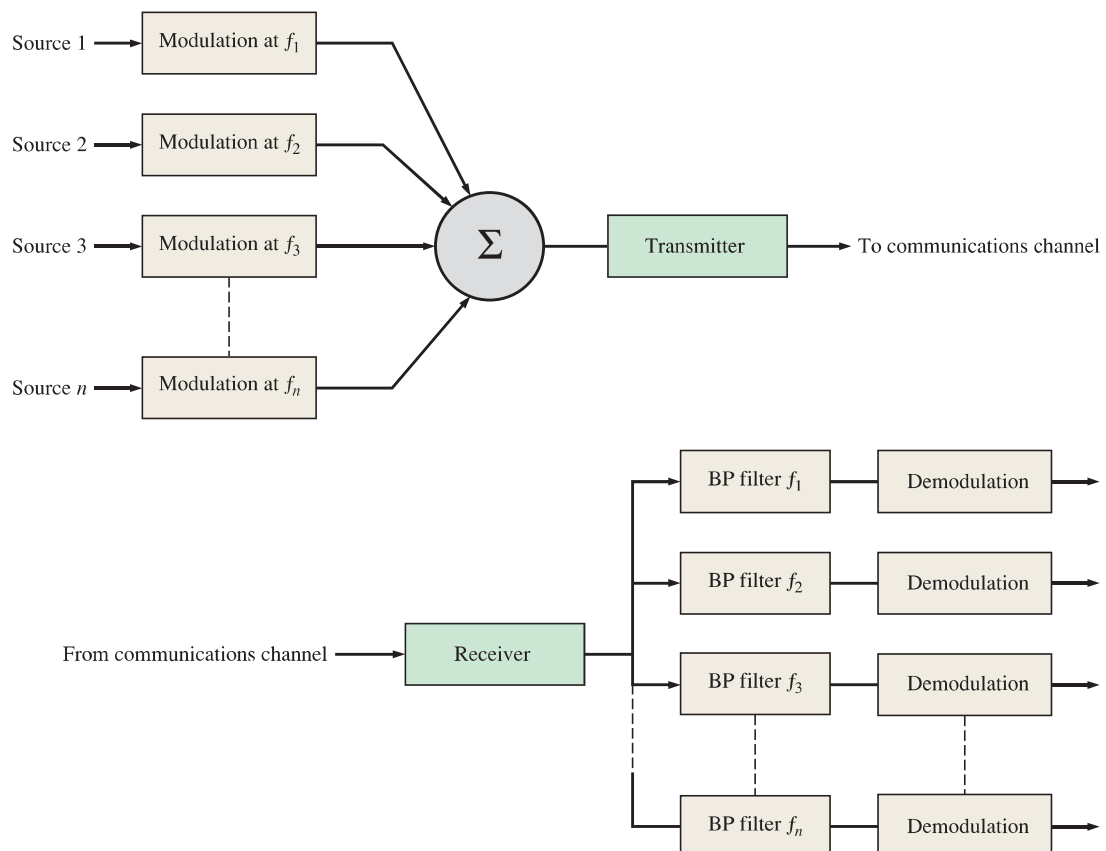 Source 1
Modulation at f1
Source 2
Modulation at f2
Source 3
Modulation at f3
Σ
Transmitter
To communications channel
Source n
Modulation at fn
BP filter f1
Demodulation
BP filter f2
Demodulation
From communications channel
Receiver
BP filter f3
Demodulation
BP filter fn
Demodulation